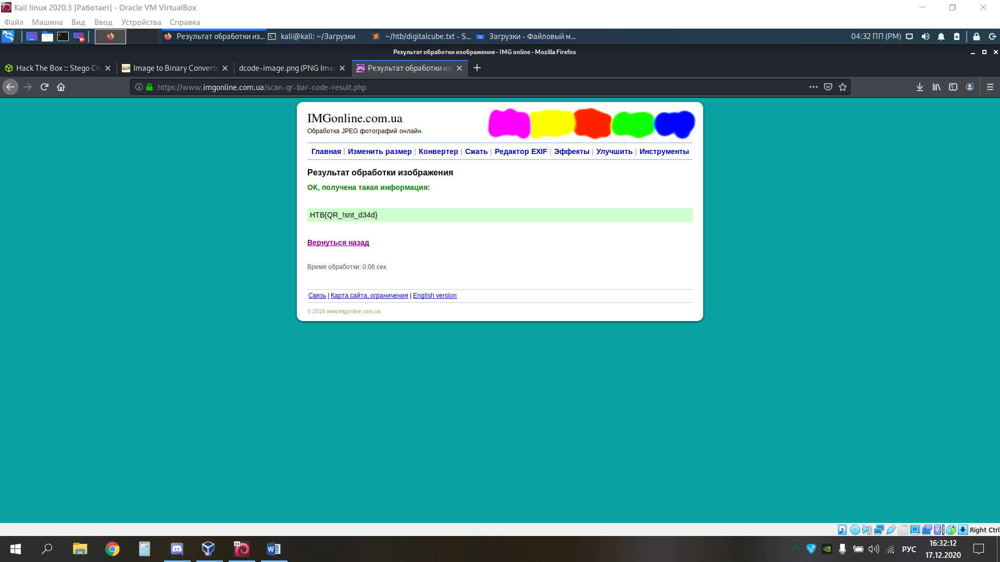 Kali linux 2020.3 [Работает] - Oracle VM VirtualBox
Файл Машина Вид Ввод Устройства Справка
Результат обработки из... kali@kali: ~/Загрузки ~/htb/digitalcube.txt - S... Загрузки - Файловый м... 04:32 ПП (PM)
Результат обработки изображения - IMG online - Mozilla Firefox
Hack The Box :: Stego Ch Image to Binary Converte dcode-image.png (PNG Imag JPG Результат обработки изо
https://www.imgonline.com.ua/scan-qr-bar-code-result.php
IMGonline.com.ua
Обработка JPEG фотографий онлайн.
Главная | Изменить размер | Конвертер | Сжать | Редактор EXIF | Эффекты | Улучшить | Инструменты
Результат обработки изображения
ОК, получена такая информация:
HTB{QR_!snt_d34d}
Вернуться назад
Время обработки: 0.06 сек.
Связь | Карта сайта, ограничения | English version
© 2018 www.imgonline.com.ua
Right Ctrl
РУС
16:32:12
17.12.2020